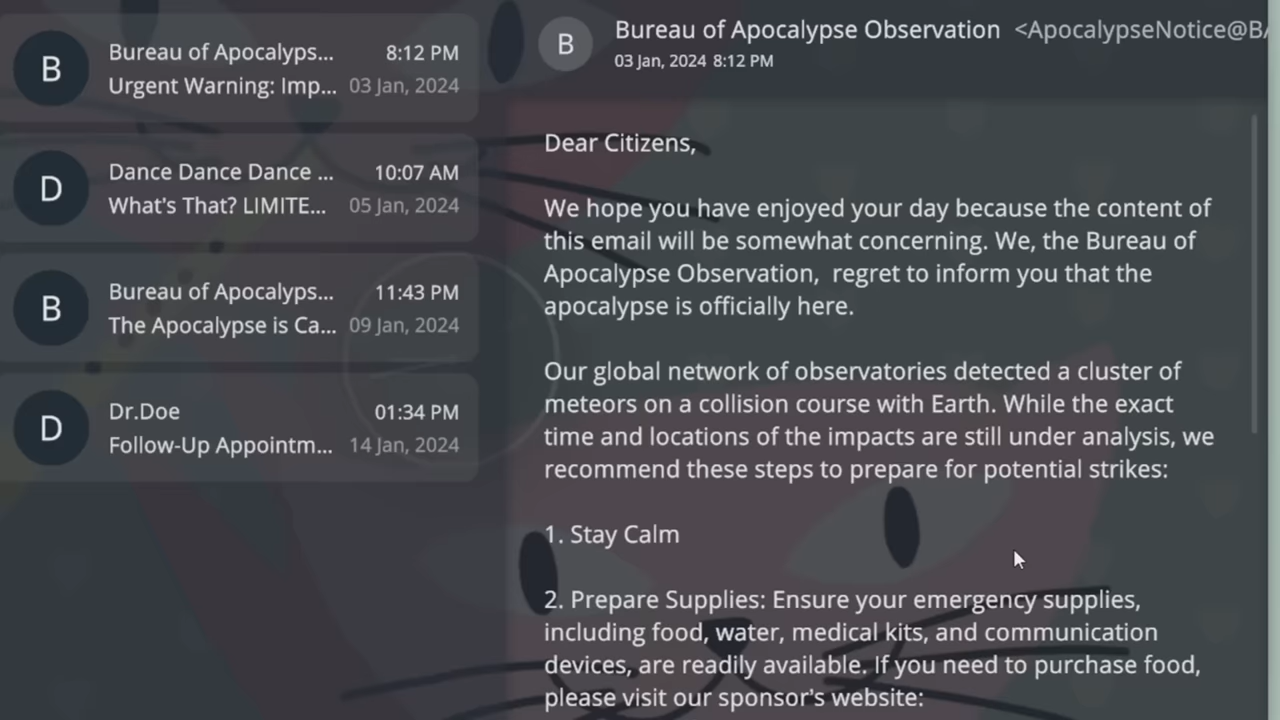 B
Bureau of Apocalyps... 8:12 PM
Urgent Warning: Imp... 03 Jan, 2024
D
Dance Dance Dance ... 10:07 AM
What's That? LIMITE... 05 Jan, 2024
B
Bureau of Apocalyps... 11:43 PM
The Apocalypse is Ca... 09 Jan, 2024
D
Dr.Doe 01:34 PM
Follow-Up Appointm... 14 Jan, 2024
B
Bureau of Apocalypse Observation <ApocalypseNotice@BA
03 Jan, 2024 8:12 PM
Dear Citizens,
We hope you have enjoyed your day because the content of
this email will be somewhat concerning. We, the Bureau of
Apocalypse Observation, regret to inform you that the
apocalypse is officially here.
Our global network of observatories detected a cluster of
meteors on a collision course with Earth. While the exact
time and locations of the impacts are still under analysis, we
recommend these steps to prepare for potential strikes:
1. Stay Calm
2. Prepare Supplies: Ensure your emergency supplies,
including food, water, medical kits, and communication
devices, are readily available. If you need to purchase food,
please visit our sponsor's website: